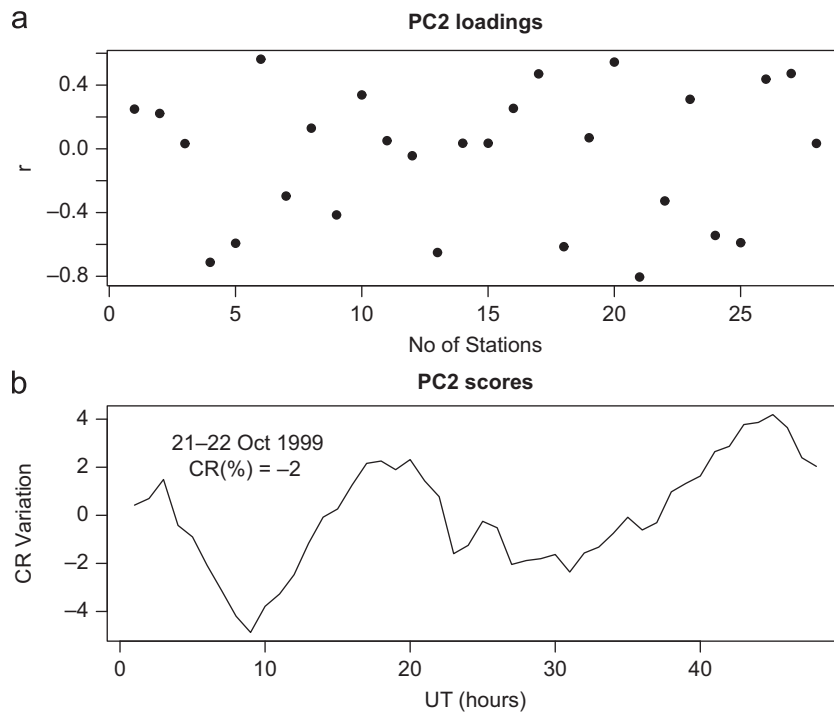 a
PC2 loadings
0.4
0.0
−0.4
−0.8
r
0 5 10 15 20 25
No of Stations
b
PC2 scores
4
2
0
−2
−4
CR Variation
21–22 Oct 1999
CR(%) = −2
0 10 20 30 40
UT (hours)